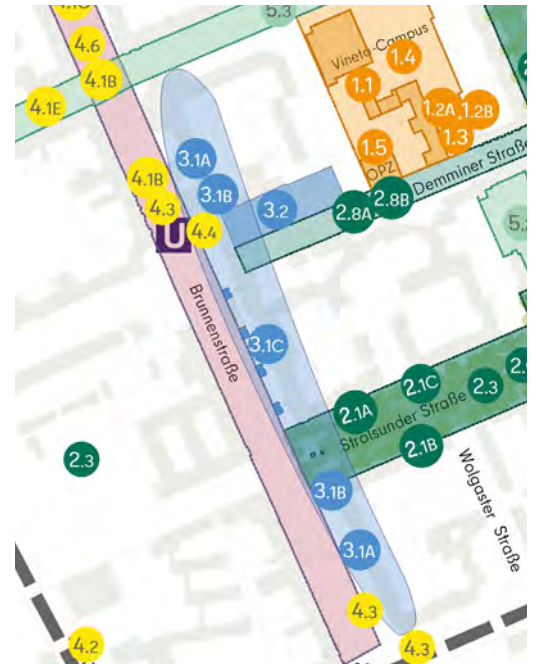 4.1C
5.3
4.6
4.1B
4.1E
Vineta-Campus
1.4
1.1
1.2A
1.2B
1.3
1.5
OPZ
Demminer Straße
3.1A
3.1B
4.1B
4.3
4.4
U
3.2
2.8A
2.8B
Brunnenstraße
3.1C
2.1A
2.1C
2.3
Stralsunder Straße
2.1B
2.3
Wolgaster Straße
3.1B
3.1A
4.3
4.2
4.3